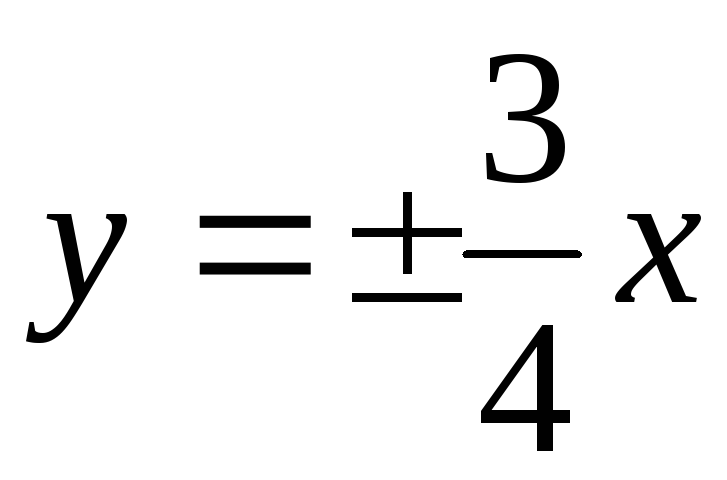 y = ±3/4 x